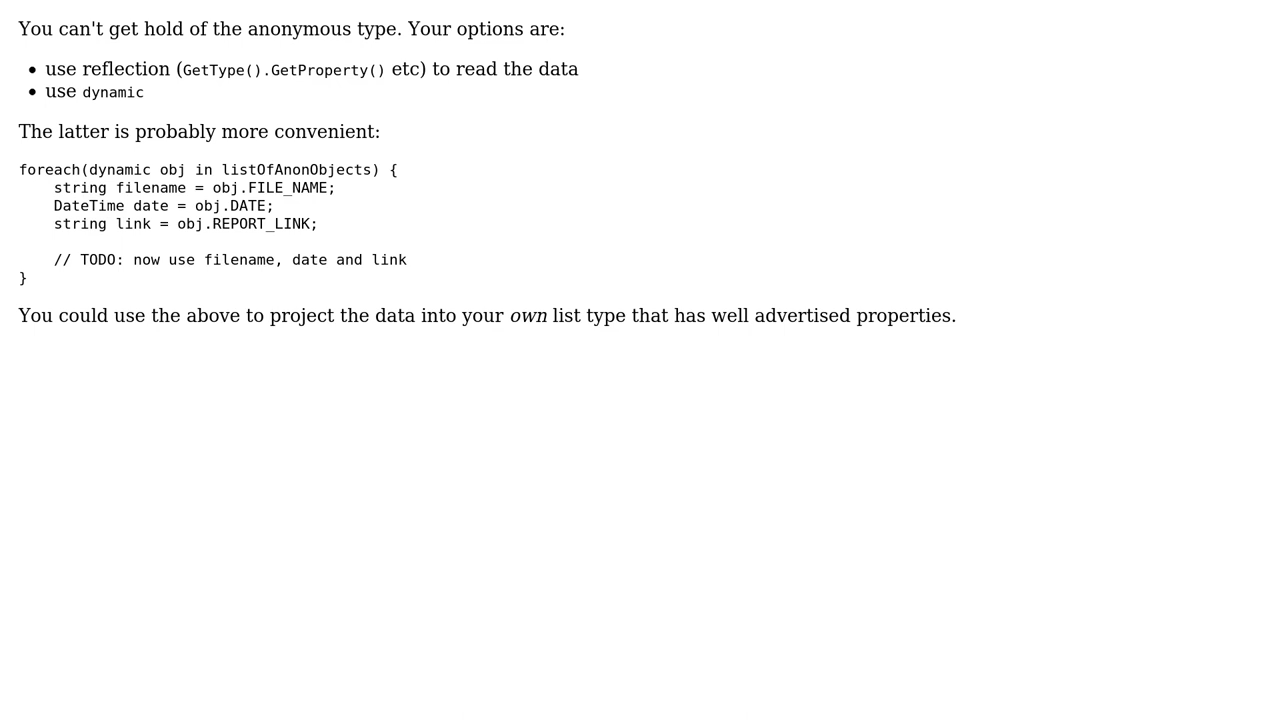 You can't get hold of the anonymous type. Your options are:
• use reflection (GetType().GetProperty() etc) to read the data
• use dynamic
The latter is probably more convenient:
foreach(dynamic obj in listOfAnonObjects) {
    string filename = obj.FILE_NAME;
    DateTime date = obj.DATE;
    string link = obj.REPORT_LINK;
    // TODO: now use filename, date and link
}
You could use the above to project the data into your own list type that has well advertised properties.